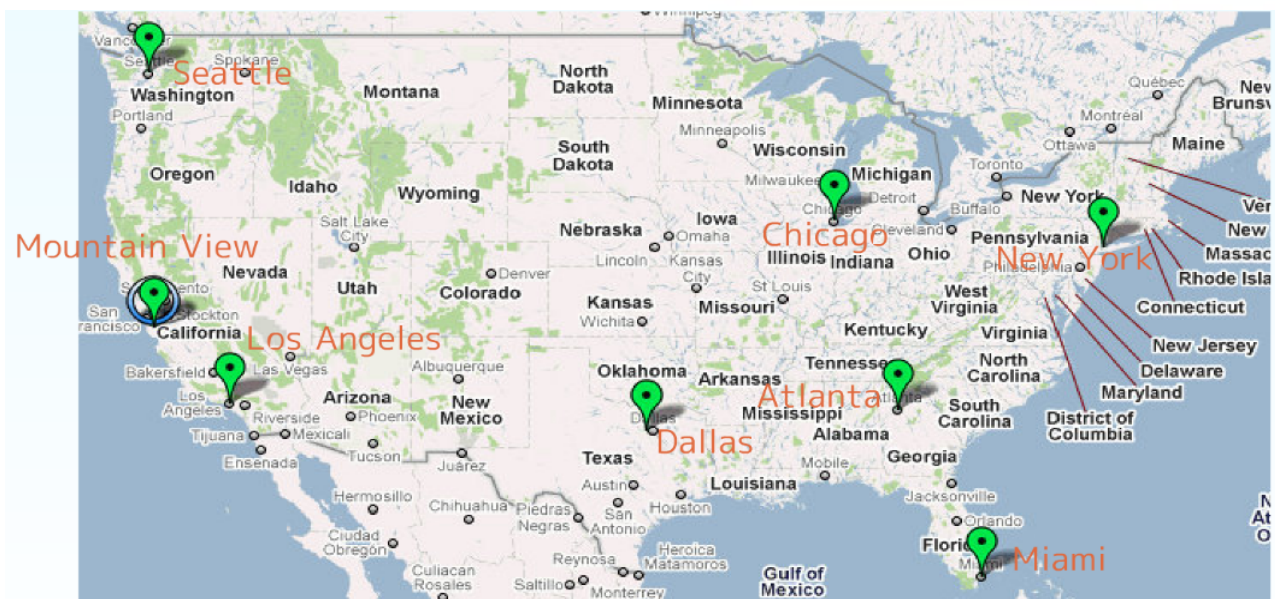 Winnipeg
Vancouver
Seattle
Seattle
Spokane
Washington
Montana
North
Dakota
Minnesota
Québec
New
Brunsv
Portland
Minneapolis
Montréal
Ottawa
Maine
Oregon
Idaho
Wyoming
South
Dakota
Wisconsin
Milwaukee
Michigan
Toronto
Detroit
Buffalo
New York
Ver
Mountain View
Salt Lake
City
Nebraska
Iowa
Omaha
Lincoln
Chicago
Chicago
Cleveland
Illinois
Indiana
Ohio
Pennsylvania
New York
Philadelphia
New
Massac
Rhode Isla
Connecticut
Nevada
Utah
Denver
Colorado
Kansas
City
Kansas
Missouri
St Louis
West
Virginia
San
Francisco
Stockton
California
Los Angeles
Wichita
Kentucky
Virginia
New Jersey
Bakersfield
Las Vegas
Albuquerque
Oklahoma
Arkansas
Tennessee
North
Carolina
Delaware
Maryland
Los
Angeles
Riverside
Arizona
Phoenix
New
Mexico
Dallas
Dallas
Mississippi
Atlanta
Atlanta
Alabama
South
Carolina
District of
Columbia
Tijuana
Mexicali
Ensenada
Tucson
Juárez
Texas
Georgia
Austin
Louisiana
Mobile
Jacksonville
Hermosillo
Chihuahua
Piedras
Negras
San
Antonio
Houston
Orlando
Ciudad
Obregon
Reynosa
Heroica
Matamoros
Florid
Miami
Miami
Culiacan
Rosales
Saltillo
Monterrey
Gulf of
Mexico
N
At
O